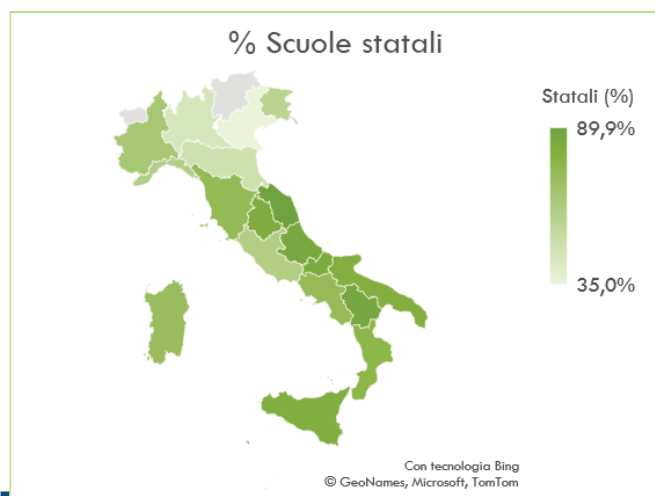 % Scuole statali
Statali (%)
89,9%
35,0%
Con tecnologia Bing
© GeoNames, Microsoft, TomTom